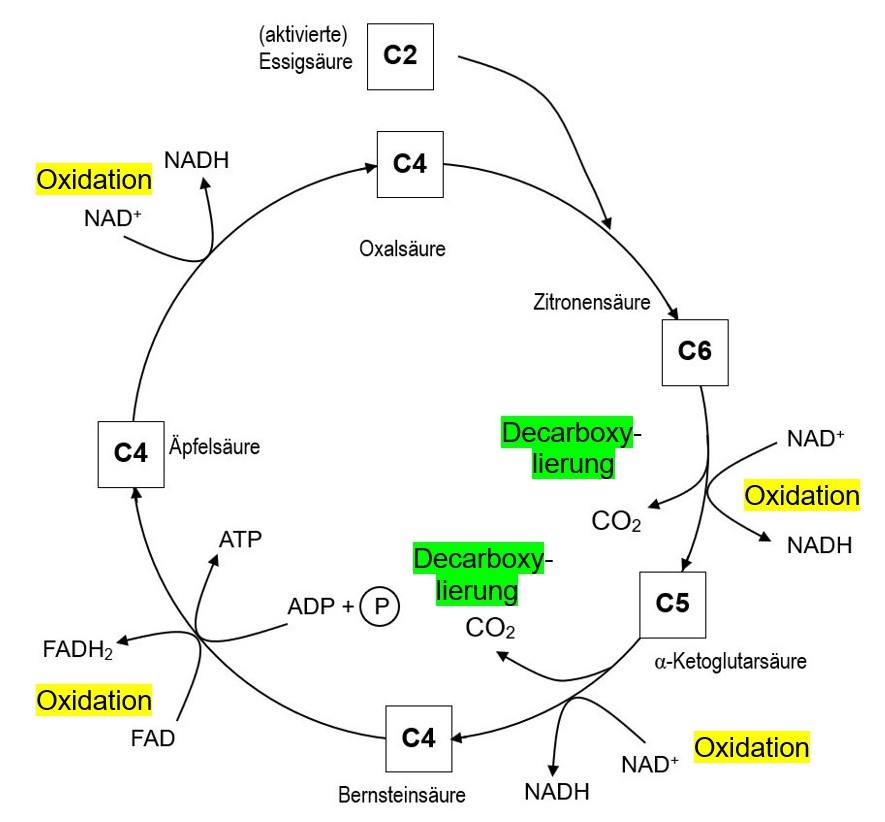 (aktivierte)
Essigsäure
C2
C4
Oxalsäure
Oxidation
NADH
NAD⁺
Zitronensäure
C6
Decarboxy-
lierung
CO₂
NAD⁺
Oxidation
NADH
C5
α-Ketoglutarsäure
Decarboxy-
lierung
CO₂
NAD⁺
Oxidation
NADH
C4
Bernsteinsäure
ADP + P
ATP
FADH₂
Oxidation
FAD
C4
Äpfelsäure